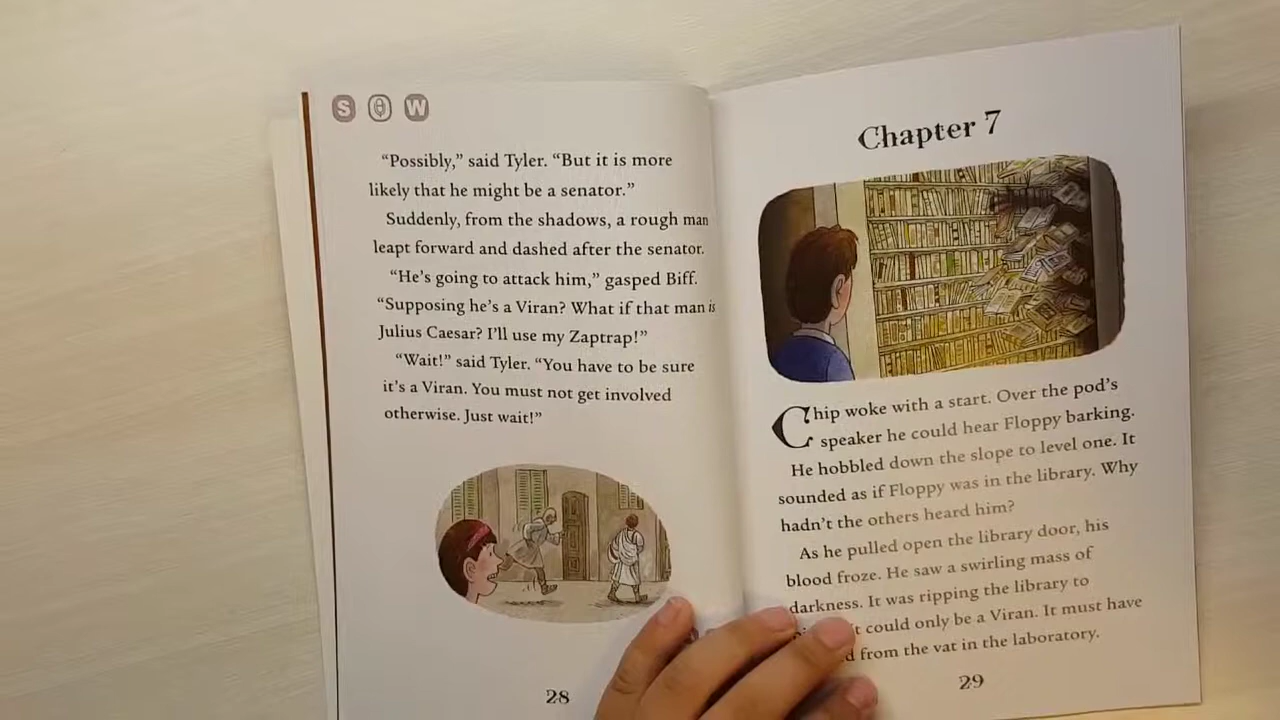 S W
“Possibly,” said Tyler. “But it is more
likely that he might be a senator.”
Suddenly, from the shadows, a rough man
leapt forward and dashed after the senator.
“He’s going to attack him,” gasped Biff.
“Supposing he’s a Viran? What if that man is
Julius Caesar? I’ll use my Zaptrap!”
“Wait!” said Tyler. “You have to be sure
it’s a Viran. You must not get involved
otherwise. Just wait!”
28
Chapter 7
Chip woke with a start. Over the pod’s
speaker he could hear Floppy barking.
He hobbled down the slope to level one. It
sounded as if Floppy was in the library. Why
hadn’t the others heard him?
As he pulled open the library door, his
blood froze. He saw a swirling mass of
darkness. It was ripping the library to
could only be a Viran. It must have
from the vat in the laboratory.
29